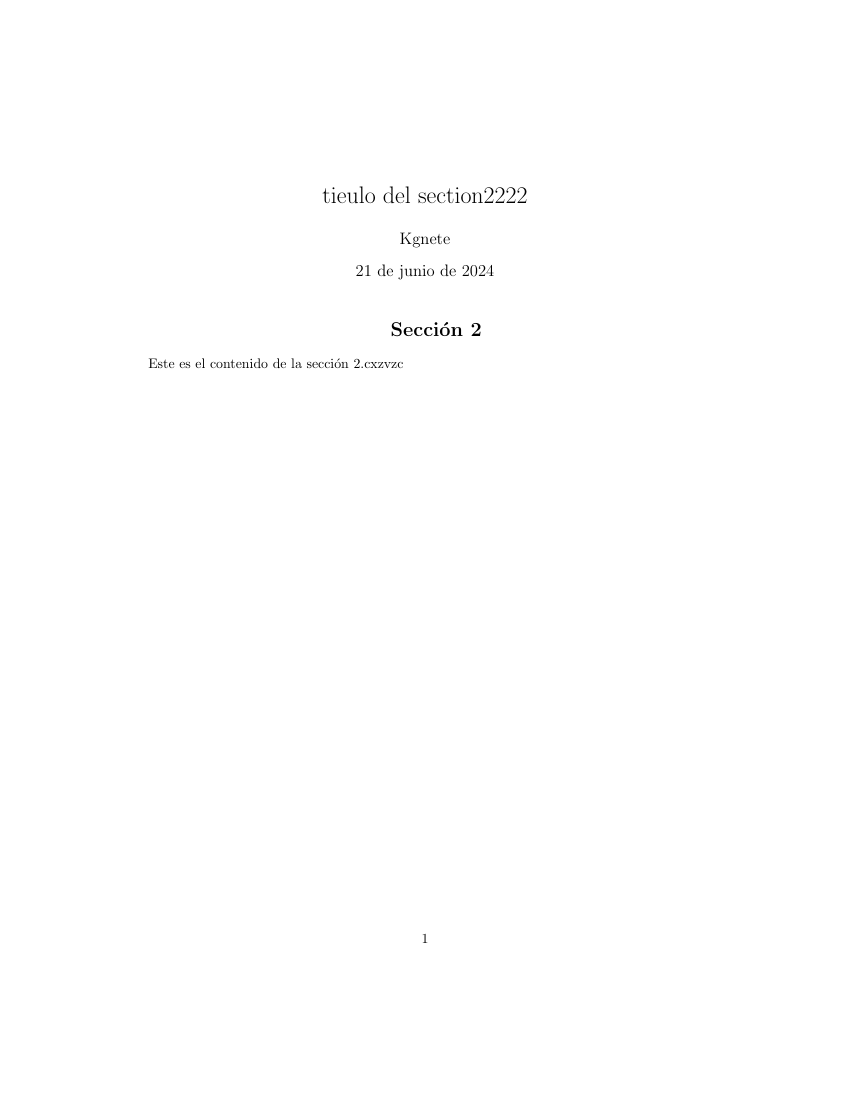 tieulo del section2222
Kgnete
21 de junio de 2024
Sección 2
Este es el contenido de la sección 2.cxzvzc
1